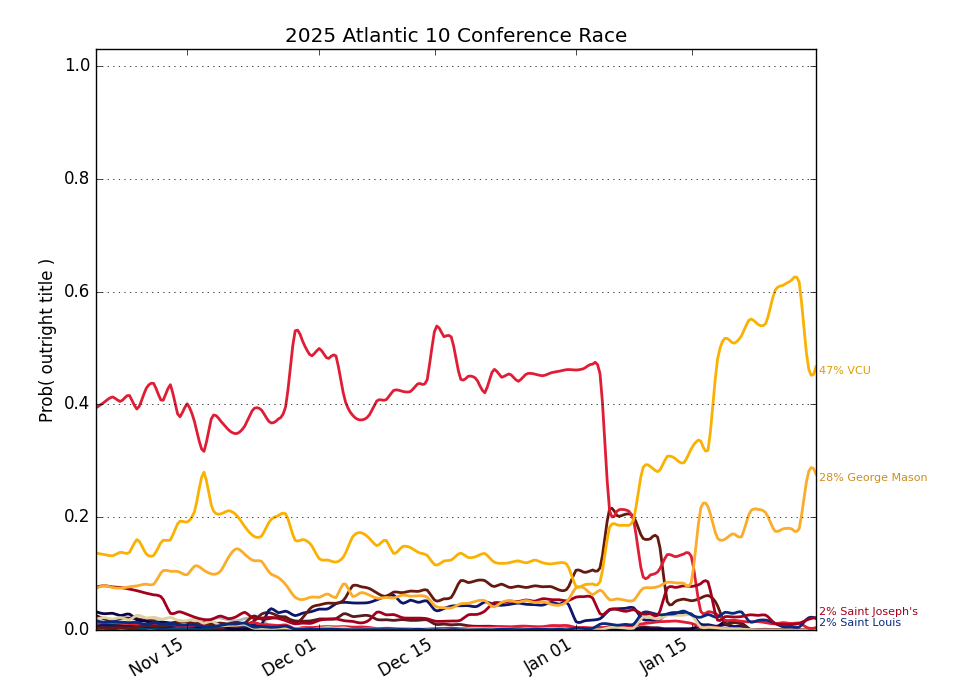 2025 Atlantic 10 Conference Race
Prob( outright title )
1.0
0.8
0.6
0.4
0.2
0.0
47% VCU
28% George Mason
2% Saint Joseph's
2% Saint Louis
Nov 15
Dec 01
Dec 15
Jan 01
Jan 15